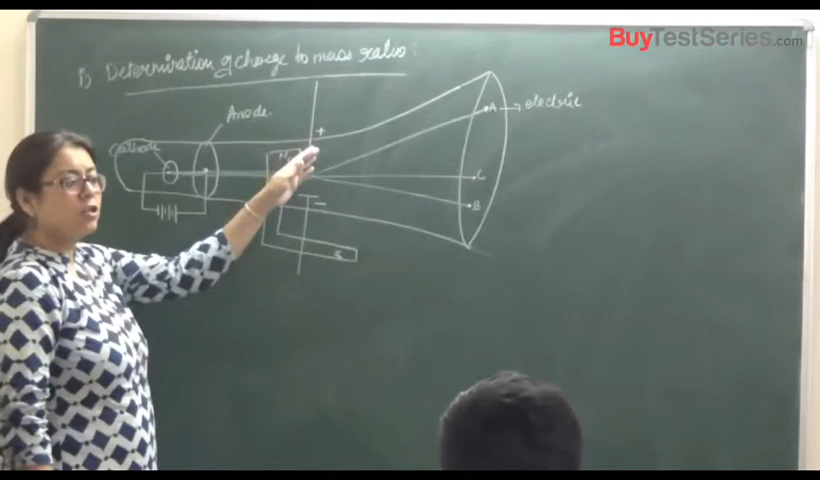 BuyTestSeries.com
i) Determination of charge to mass ratio:
Anode.
+
A → electric
Cathode
N
C
B
−
S